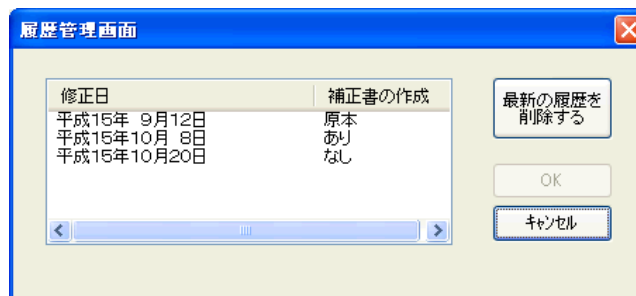 履歴管理画面
修正日 補正書の作成
平成15年 9月12日 原本
平成15年10月 8日 あり
平成15年10月20日 なし
最新の履歴を
削除する
OK
キャンセル